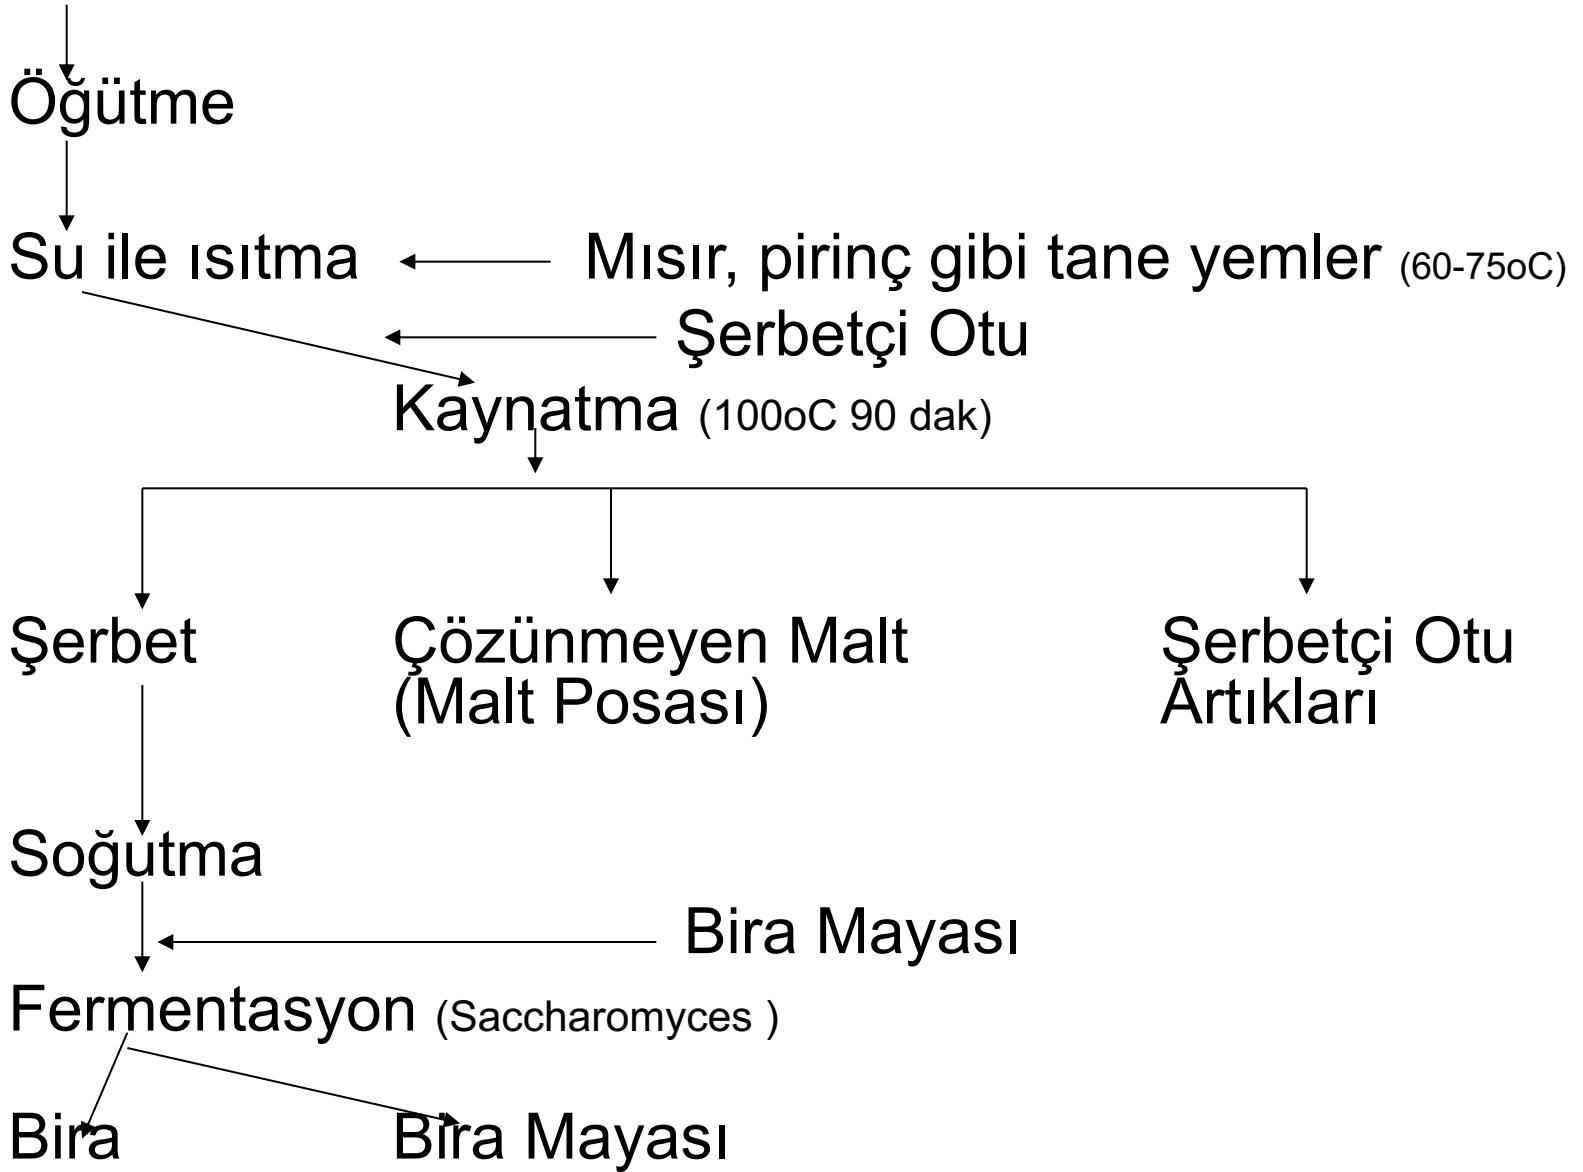 Öğütme
Su ile ısıtma Mısır, pirinç gibi tane yemler (60-75oC)
Şerbetçi Otu
Kaynatma (100oC 90 dak)
Şerbet Çözünmeyen Malt Şerbetçi Otu
(Malt Posası) Artıkları
Soğutma
Bira Mayası
Fermentasyon (Saccharomyces )
Bira Bira Mayası